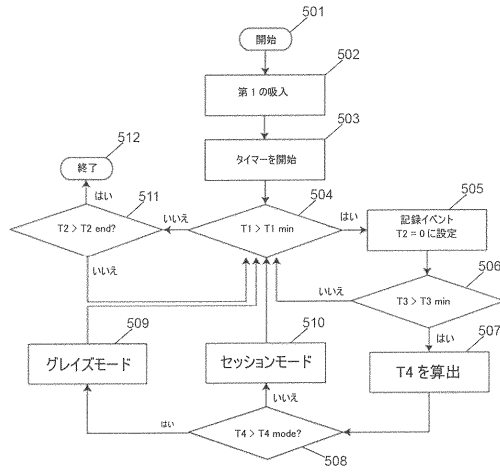 501
開始
502
第1の吸入
503
タイマーを開始
512
終了
511
はい
504
505
T2 > T2 end?
いいえ
T1 > T1 min
はい
記録イベント
T2 = 0 に設定
506
いいえ
いいえ
T3 > T3 min
507
509
510
はい
グレイズモード
セッションモード
T4 を算出
いいえ
はい
T4 > T4 mode?
508